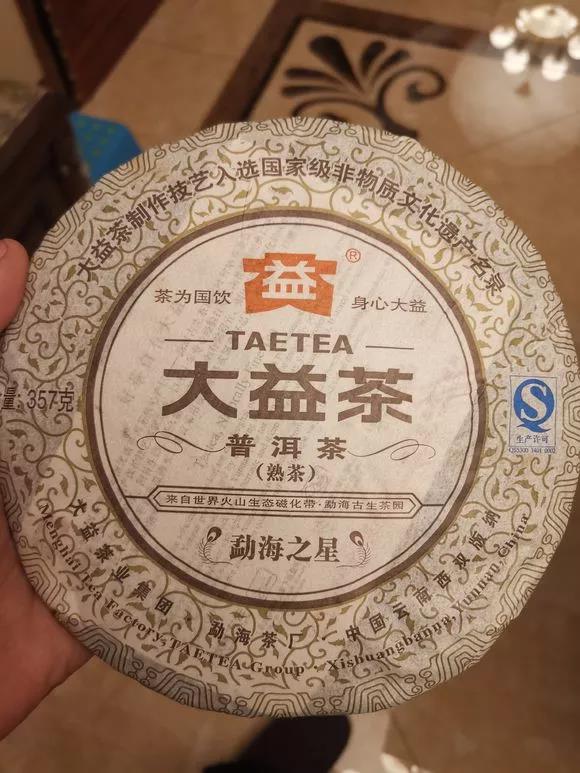 大益茶制作技艺入选国家级非物质文化遗产名录
益
®
茶为国饮
身心大益
TAETEA
大益茶
量: 357克
普洱茶
(熟茶)
生产许可
QS5300 1401 0002
来自世界火山生态磁化带·勐海古生茶园
勐海之星
大益茶业集团·勐海茶厂 中国云南西双版纳
Menghai Tea Factory, TAETEA Group · Xishuangbanna, Yunnan, China